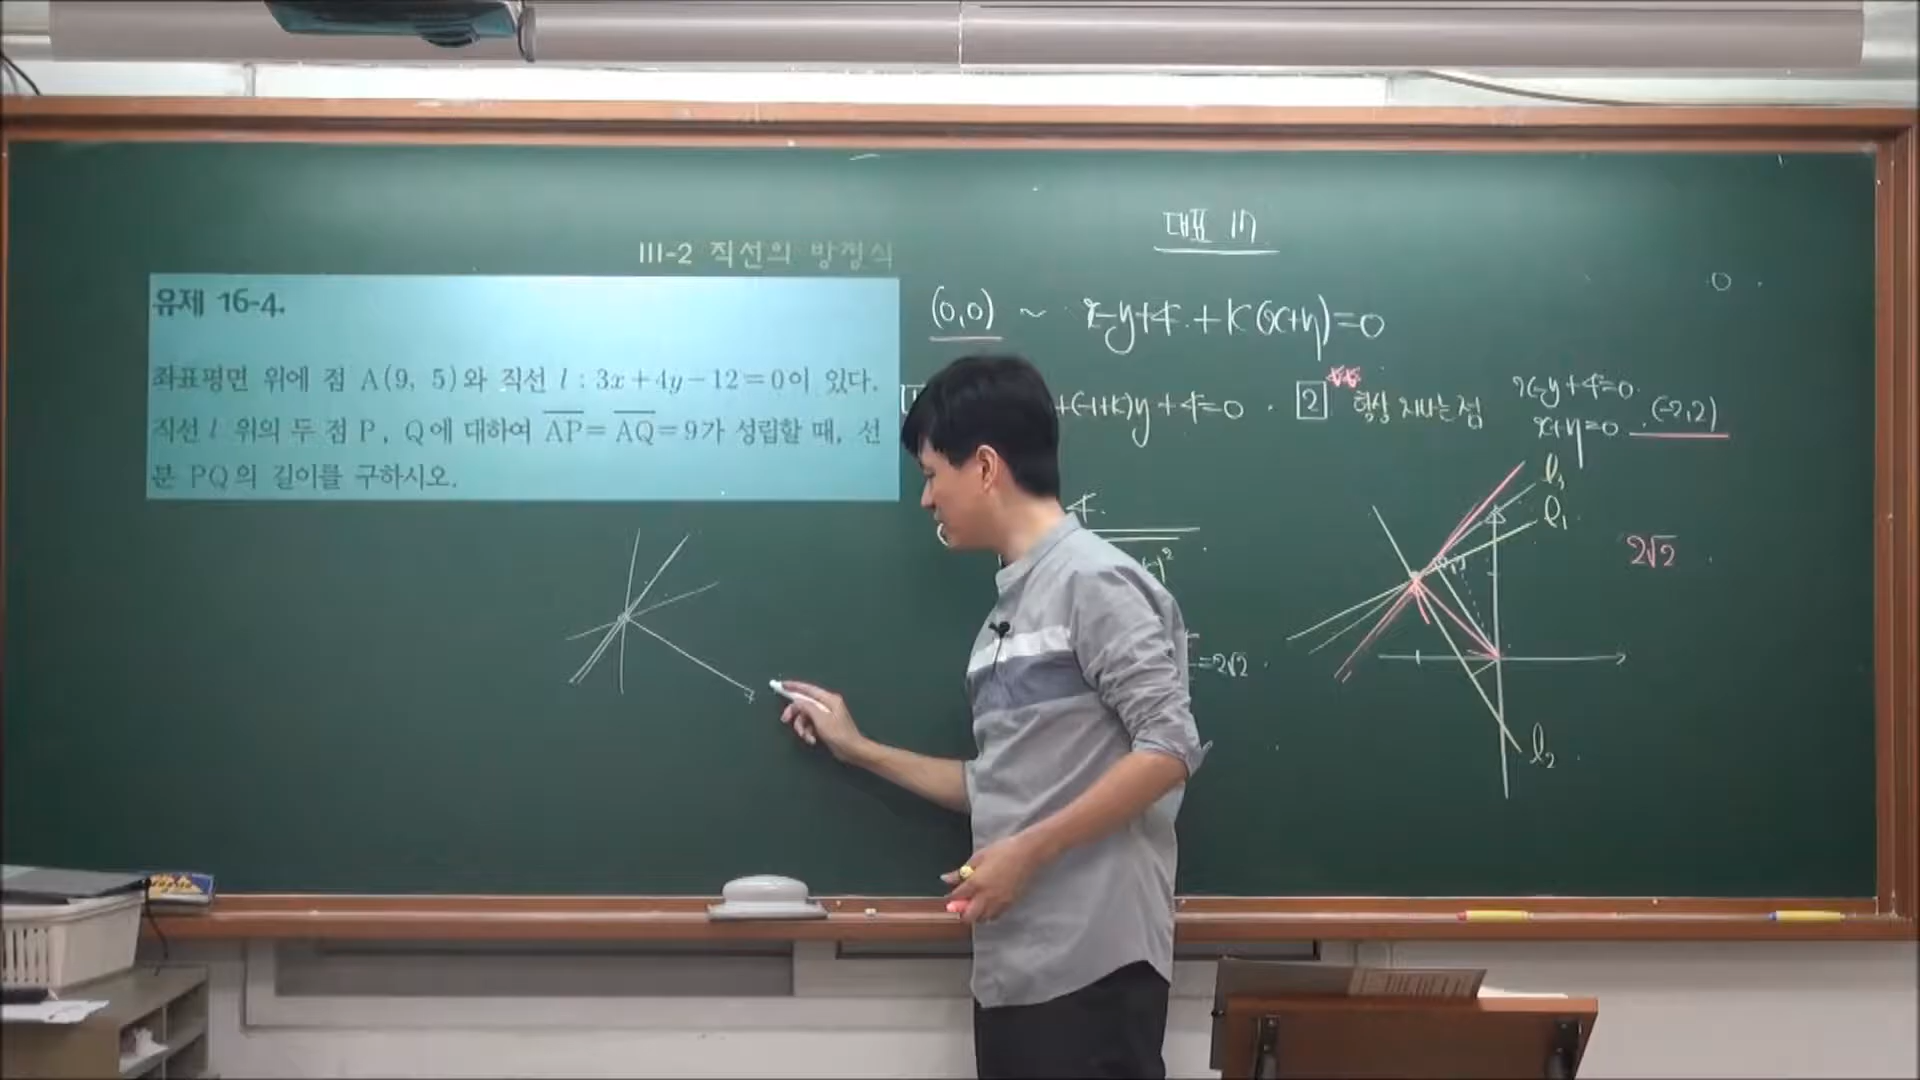 III-2 직선의 방정식
유제 16-4.
좌표평면 위에 점 A(9, 5)와 직선 l : 3x+4y-12=0이 있다.
직선 l 위의 두 점 P, Q에 대하여 AP=AQ=9가 성립할 때, 선
분 PQ의 길이를 구하시오.
대표 17
(0,0) ~ x-y+4+k(x+y)=0
+(-1+k)y+4=0
2 항상 지나는 점
x-y+4=0
x+y=0 (-2,2)
4
=2√2
l₁
l₂
2√2